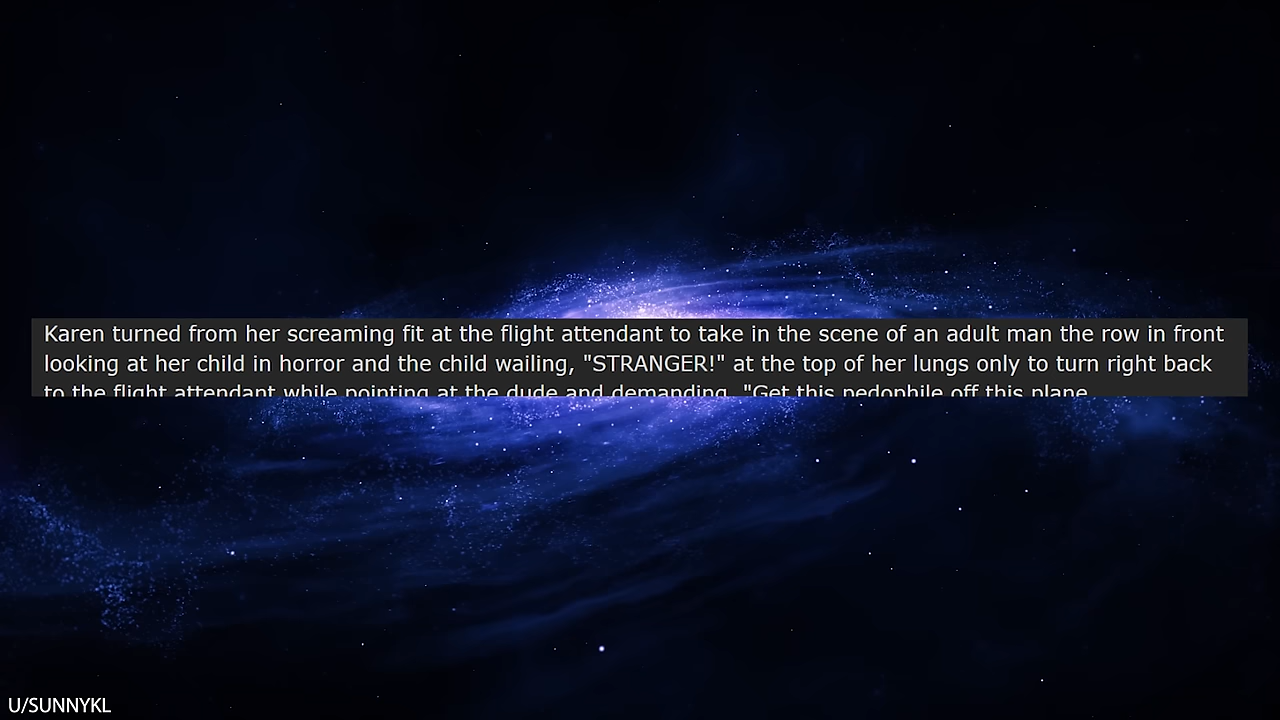 Karen turned from her screaming fit at the flight attendant to take in the scene of an adult man the row in front
looking at her child in horror and the child wailing, "STRANGER!" at the top of her lungs only to turn right back
to the flight attendant while pointing at the dude and demanding, "Get this pedophile off this plane
U/SUNNYKL